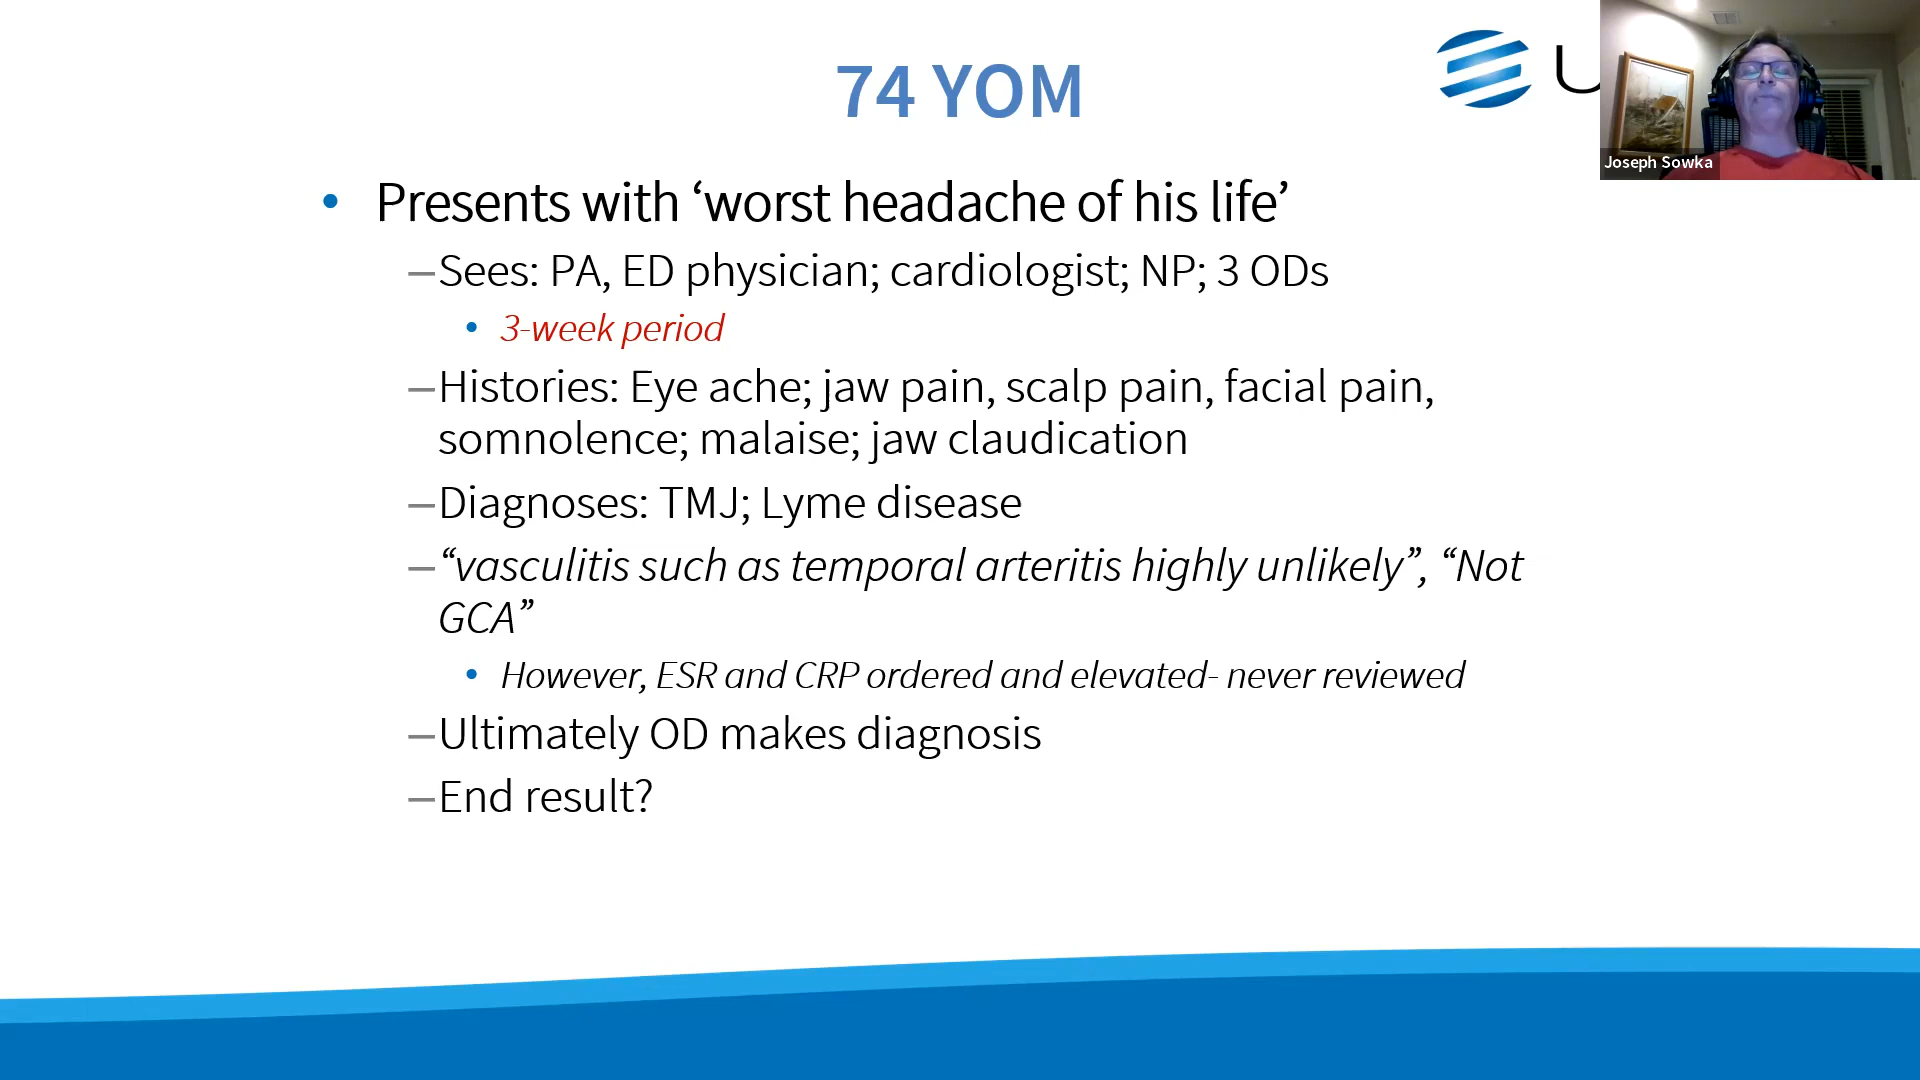 74 YOM
U
Joseph Sowka
• Presents with ‘worst headache of his life’
–Sees: PA, ED physician; cardiologist; NP; 3 ODs
• 3-week period
–Histories: Eye ache; jaw pain, scalp pain, facial pain,
somnolence; malaise; jaw claudication
–Diagnoses: TMJ; Lyme disease
–“vasculitis such as temporal arteritis highly unlikely”, “Not
GCA”
• However, ESR and CRP ordered and elevated- never reviewed
–Ultimately OD makes diagnosis
–End result?